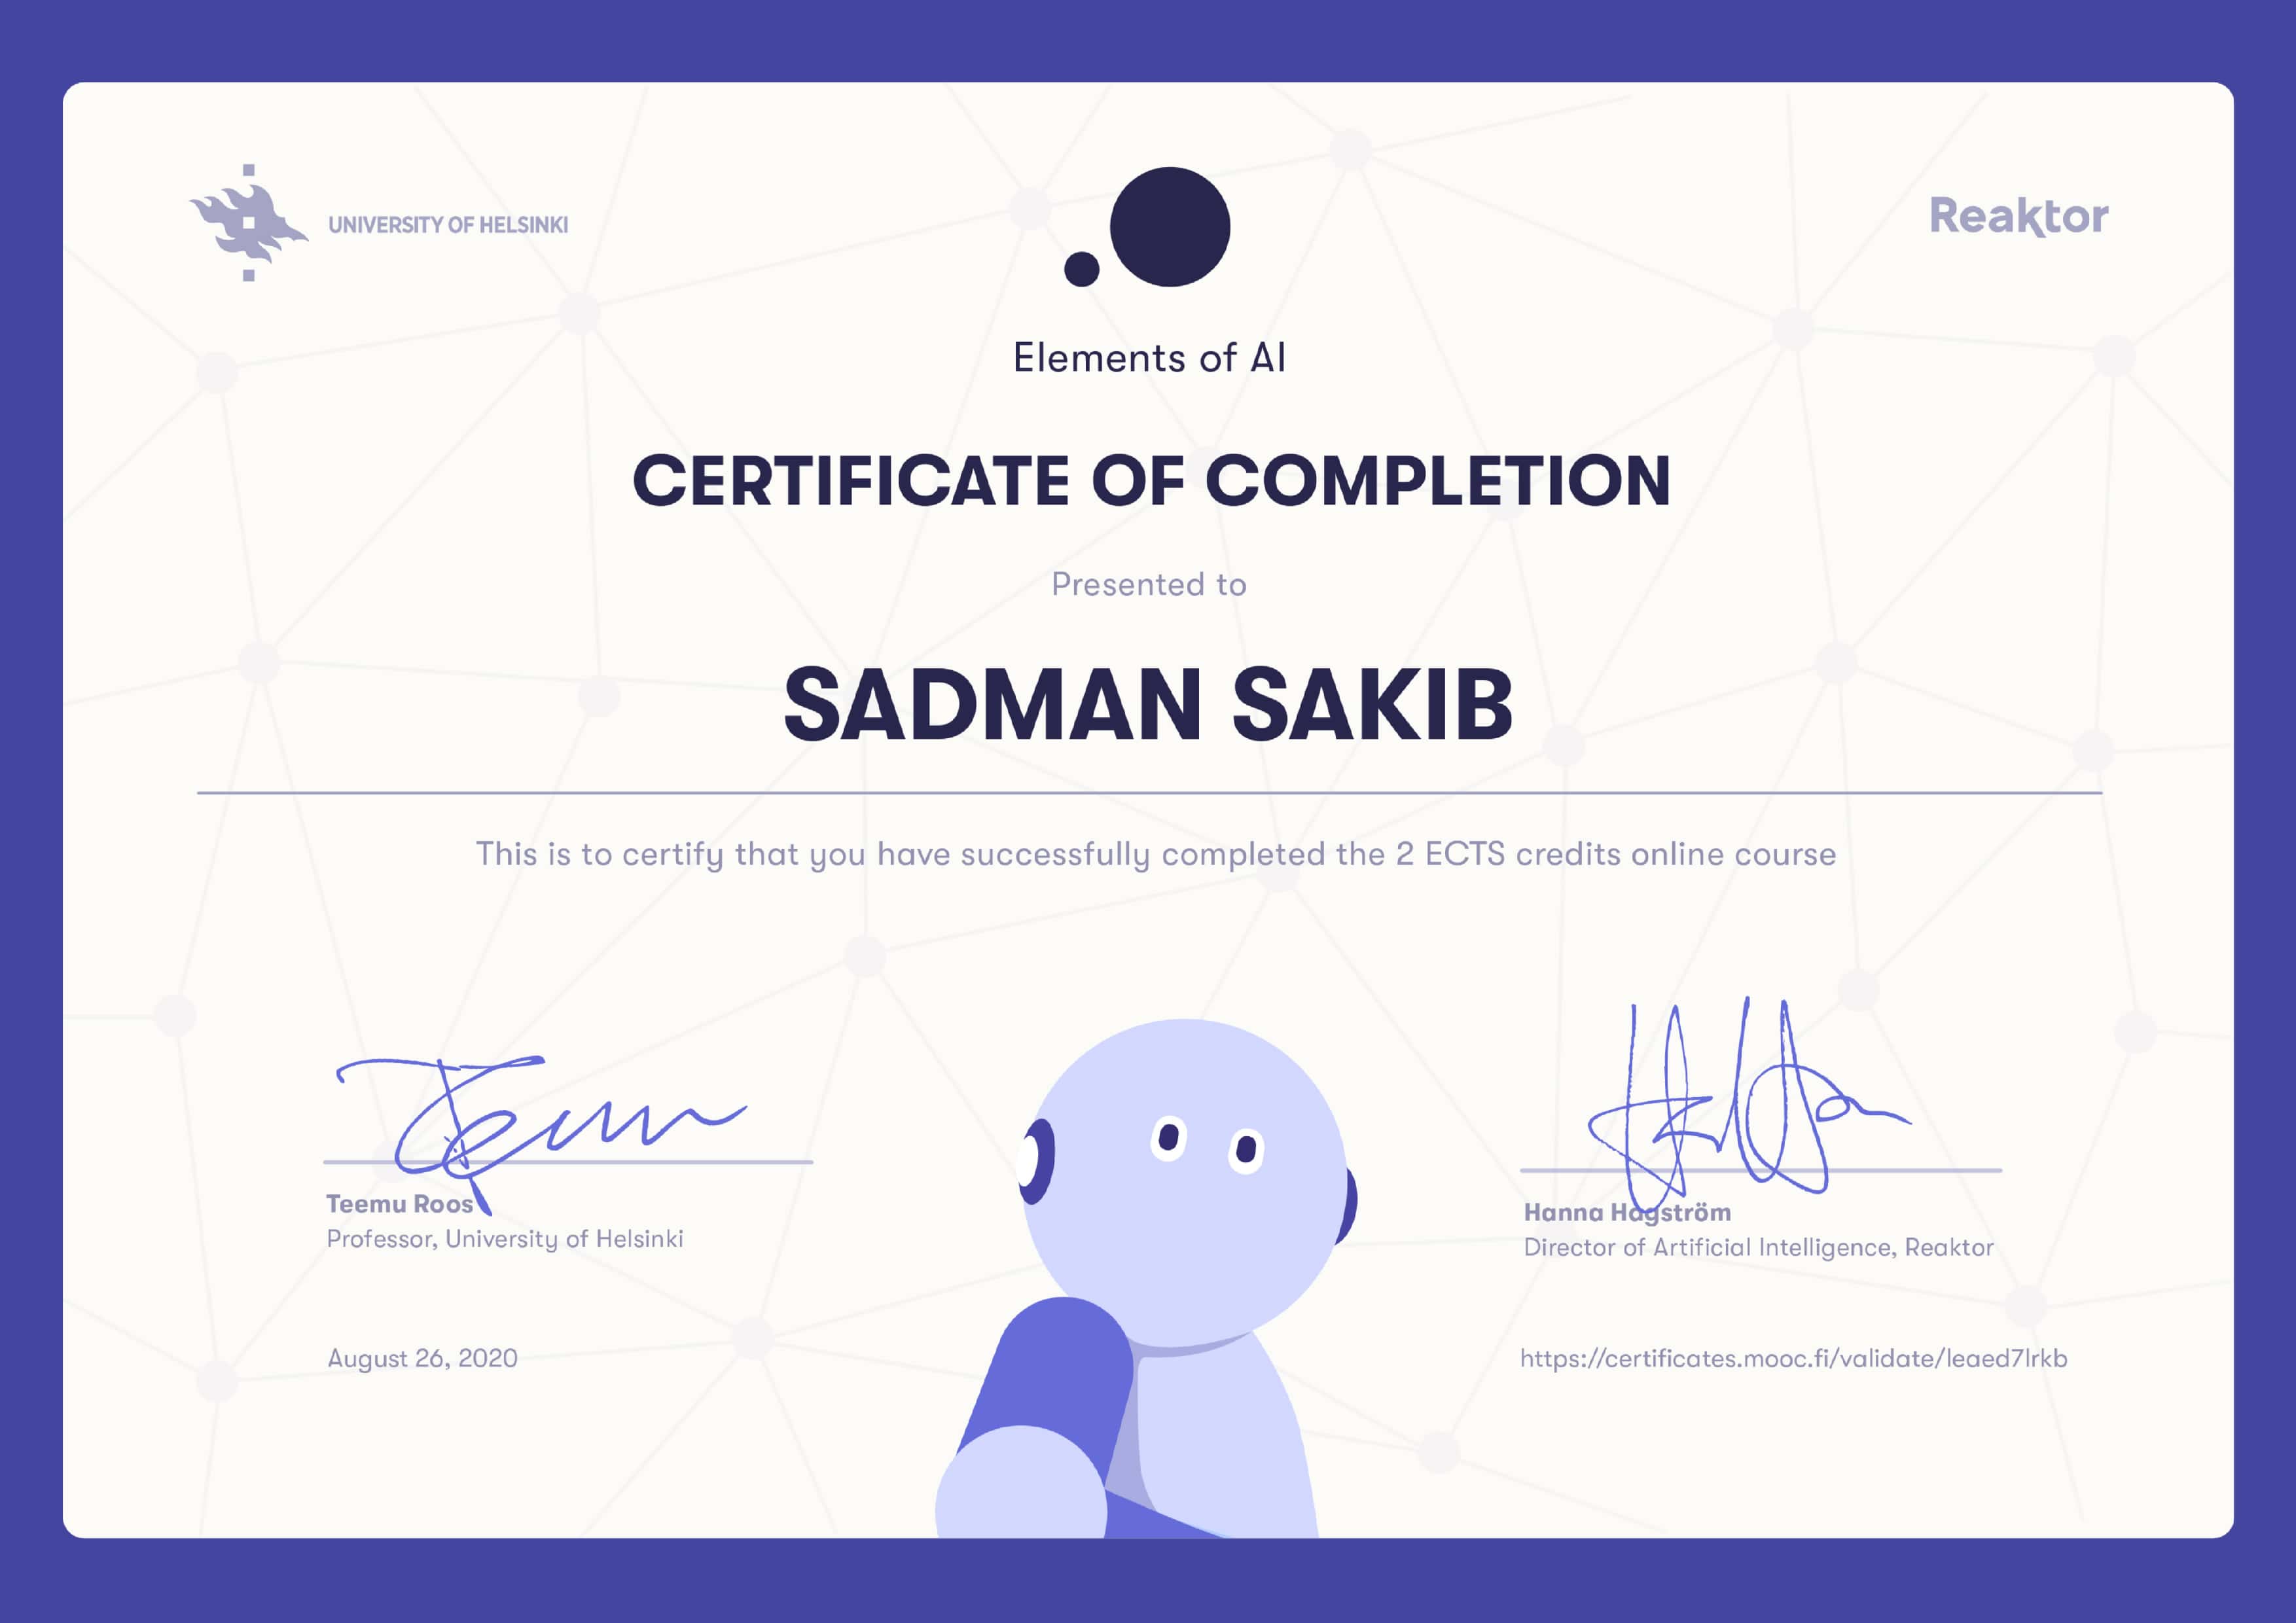 UNIVERSITY OF HELSINKI
Reaktor
Elements of AI
CERTIFICATE OF COMPLETION
Presented to
SADMAN SAKIB
This is to certify that you have successfully completed the 2 ECTS credits online course
Teemu Roos
Professor, University of Helsinki
Hanna Hagström
Director of Artificial Intelligence, Reaktor
August 26, 2020
https://certificates.mooc.fi/validate/leaed7lrkb